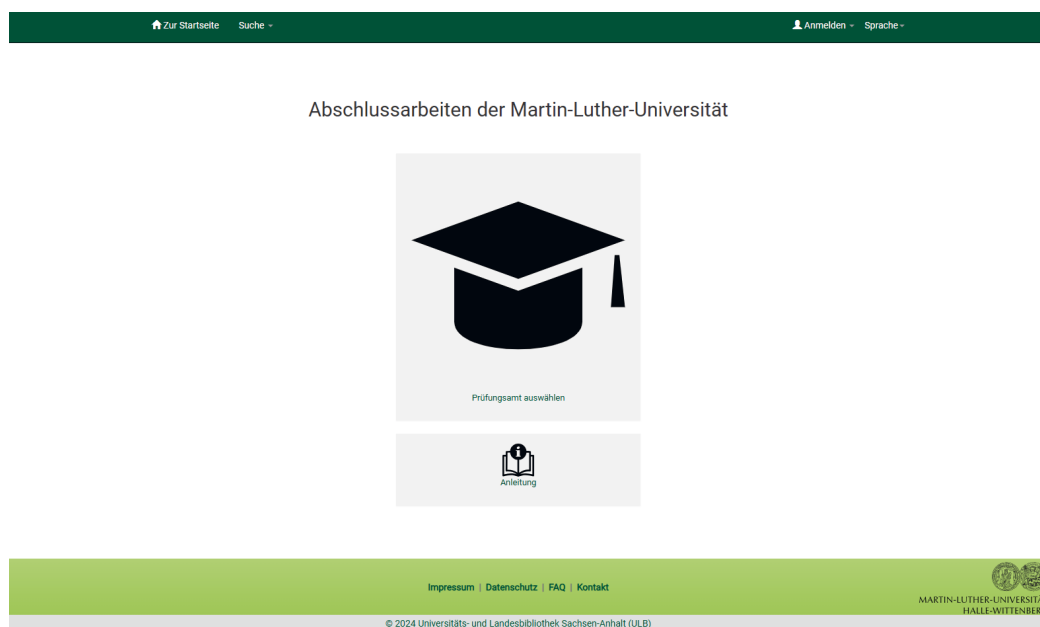 Zur Startseite Suche Anmelden Sprache
Abschlussarbeiten der Martin-Luther-Universität
Prüfungsamt auswählen
i
Anleitung
Impressum | Datenschutz | FAQ | Kontakt
MARTIN-LUTHER-UNIVERSITÄ
HALLE-WITTENBER
© 2024 Universitäts- und Landesbibliothek Sachsen-Anhalt (ULB)